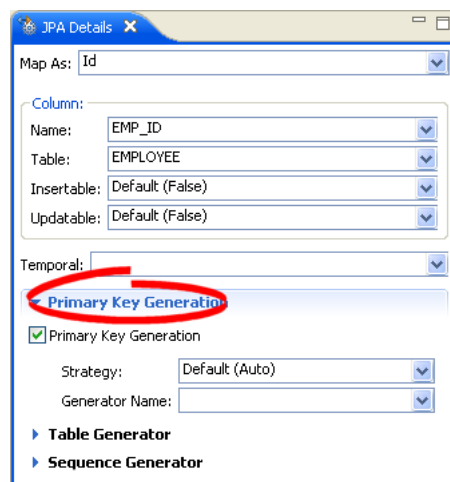 JPA Details
Map As: Id
Column:
Name: EMP_ID
Table: EMPLOYEE
Insertable: Default (False)
Updatable: Default (False)
Temporal:
Primary Key Generation
Primary Key Generation
Strategy: Default (Auto)
Generator Name:
Table Generator
Sequence Generator